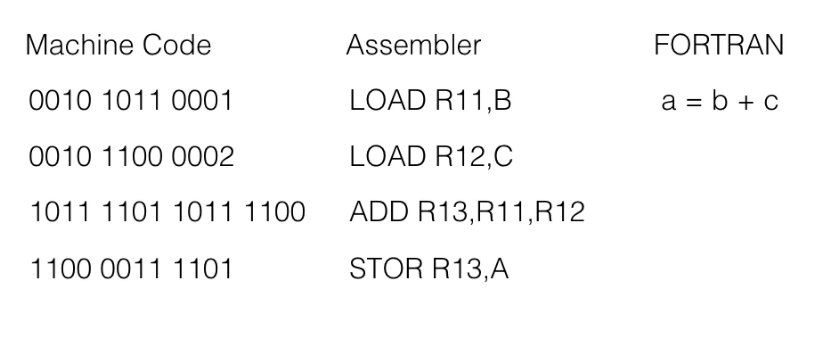 Machine Code Assembler FORTRAN
0010 1011 0001 LOAD R11,B a = b + c
0010 1100 0002 LOAD R12,C
1011 1101 1011 1100 ADD R13,R11,R12
1100 0011 1101 STOR R13,A